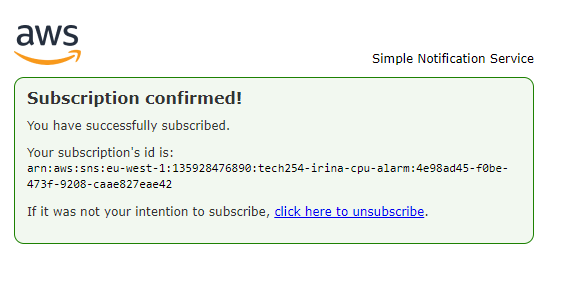 aws
Simple Notification Service
Subscription confirmed!
You have successfully subscribed.
Your subscription's id is:
arn:aws:sns:eu-west-1:135928476890:tech254-irina-cpu-alarm:4e98ad45-f0be-
473f-9208-caae827eae42
If it was not your intention to subscribe, click here to unsubscribe.